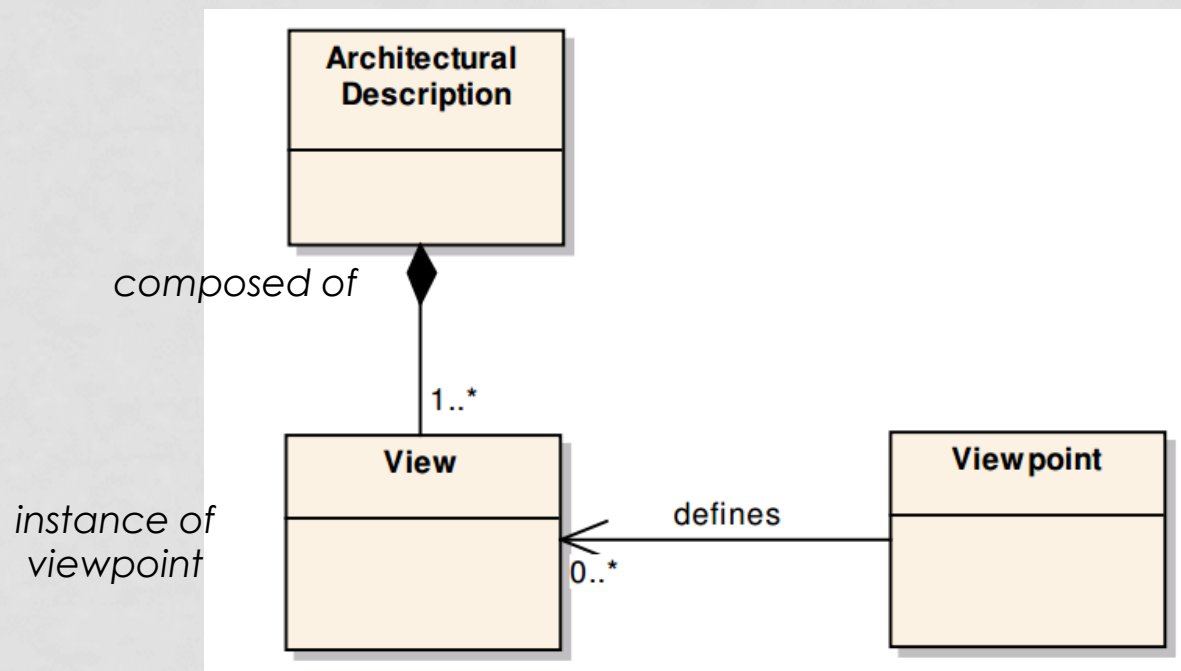 Architectural
Description
composed of
1..*
View
Viewpoint
instance of
viewpoint
defines
0..*